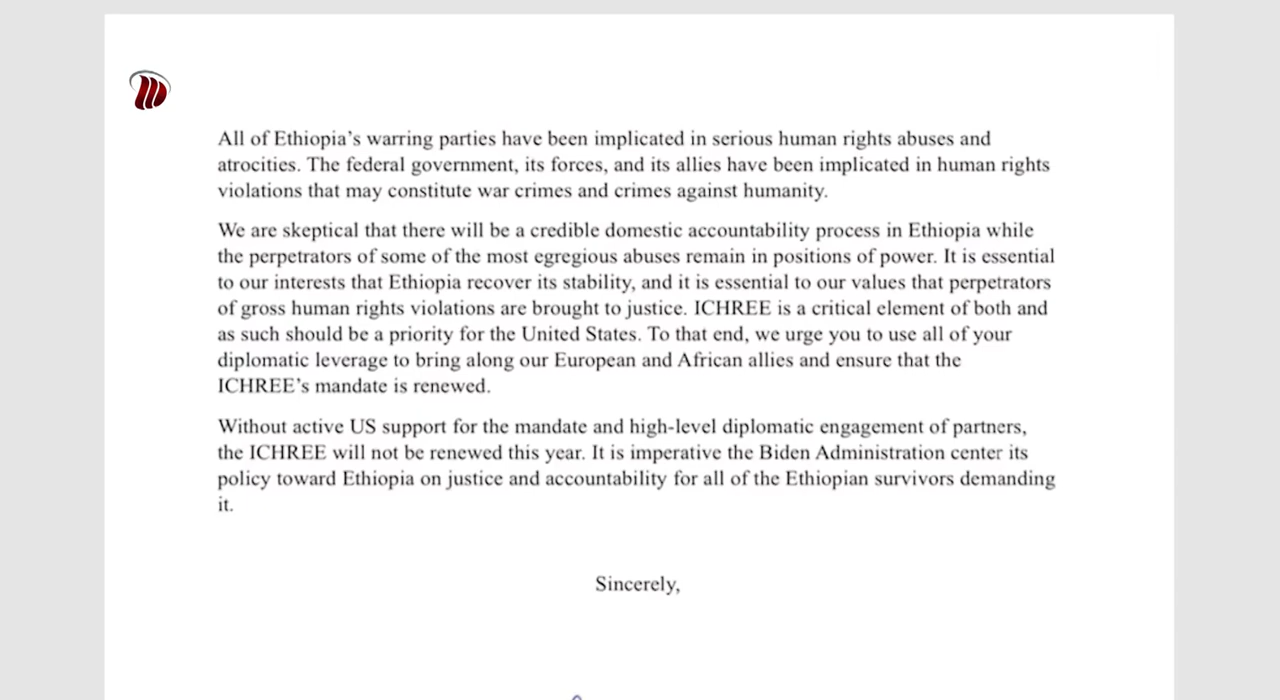 All of Ethiopia's warring parties have been implicated in serious human rights abuses and
atrocities. The federal government, its forces, and its allies have been implicated in human rights
violations that may constitute war crimes and crimes against humanity.
We are skeptical that there will be a credible domestic accountability process in Ethiopia while
the perpetrators of some of the most egregious abuses remain in positions of power. It is essential
to our interests that Ethiopia recover its stability, and it is essential to our values that perpetrators
of gross human rights violations are brought to justice. ICHREE is a critical element of both and
as such should be a priority for the United States. To that end, we urge you to use all of your
diplomatic leverage to bring along our European and African allies and ensure that the
ICHREE's mandate is renewed.
Without active US support for the mandate and high-level diplomatic engagement of partners,
the ICHREE will not be renewed this year. It is imperative the Biden Administration center its
policy toward Ethiopia on justice and accountability for all of the Ethiopian survivors demanding
it.
Sincerely,